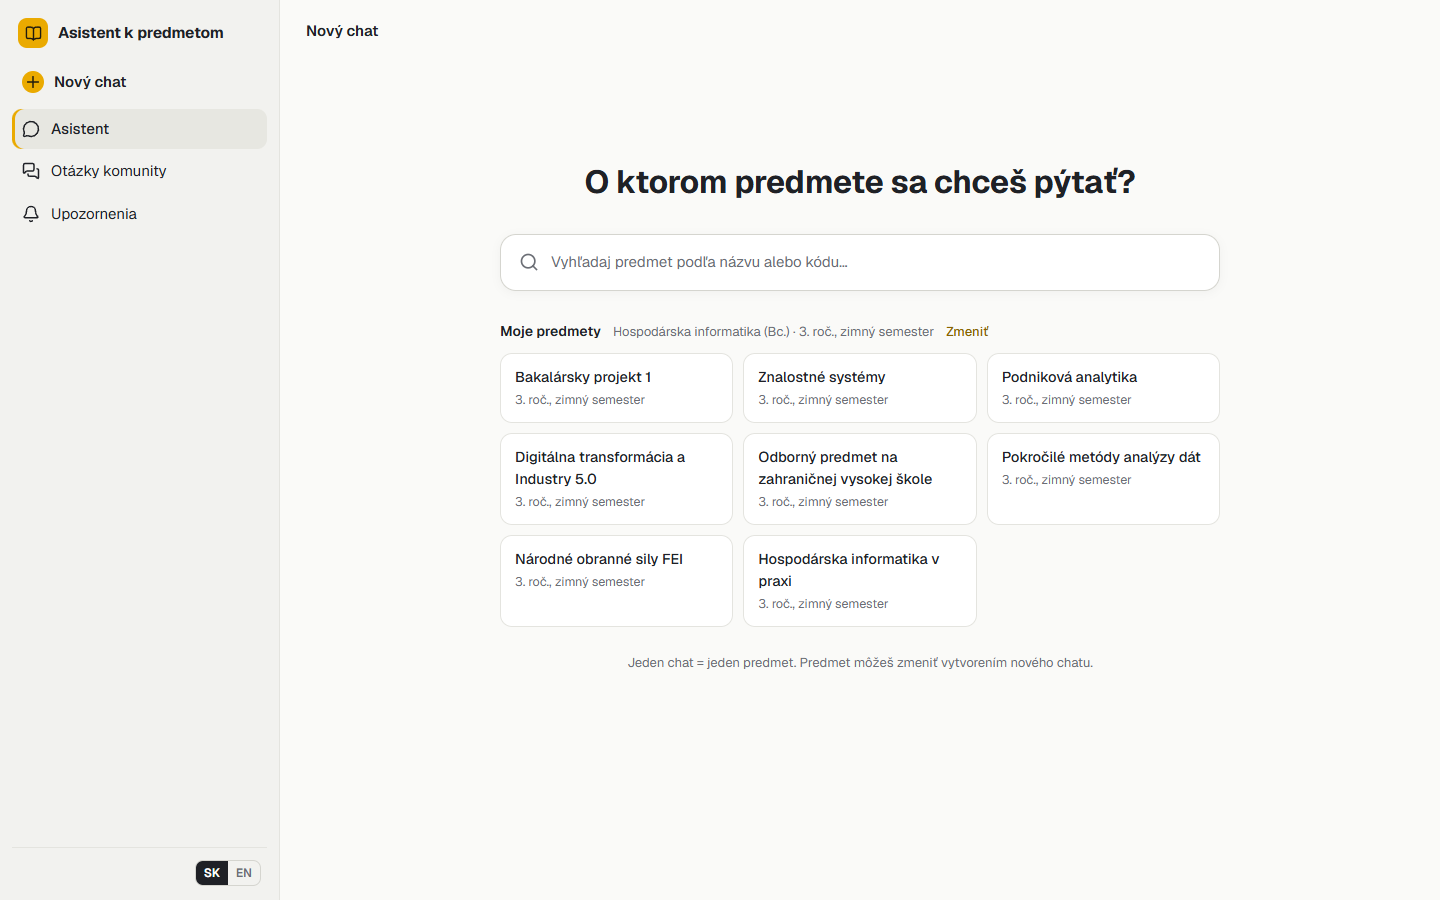 Asistent k predmetom
Nový chat
Asistent
Otázky komunity
Upozornenia
SK EN
Nový chat
O ktorom predmete sa chceš pýtať?
Vyhľadaj predmet podľa názvu alebo kódu…
Moje predmety Hospodárska informatika (Bc.) · 3. roč., zimný semester Zmeniť
Bakalársky projekt 1
3. roč., zimný semester
Znalostné systémy
3. roč., zimný semester
Podniková analytika
3. roč., zimný semester
Digitálna transformácia a
Industry 5.0
3. roč., zimný semester
Odborný predmet na
zahraničnej vysokej škole
3. roč., zimný semester
Pokročilé metódy analýzy dát
3. roč., zimný semester
Národné obranné sily FEI
3. roč., zimný semester
Hospodárska informatika v
praxi
3. roč., zimný semester
Jeden chat = jeden predmet. Predmet môžeš zmeniť vytvorením nového chatu.